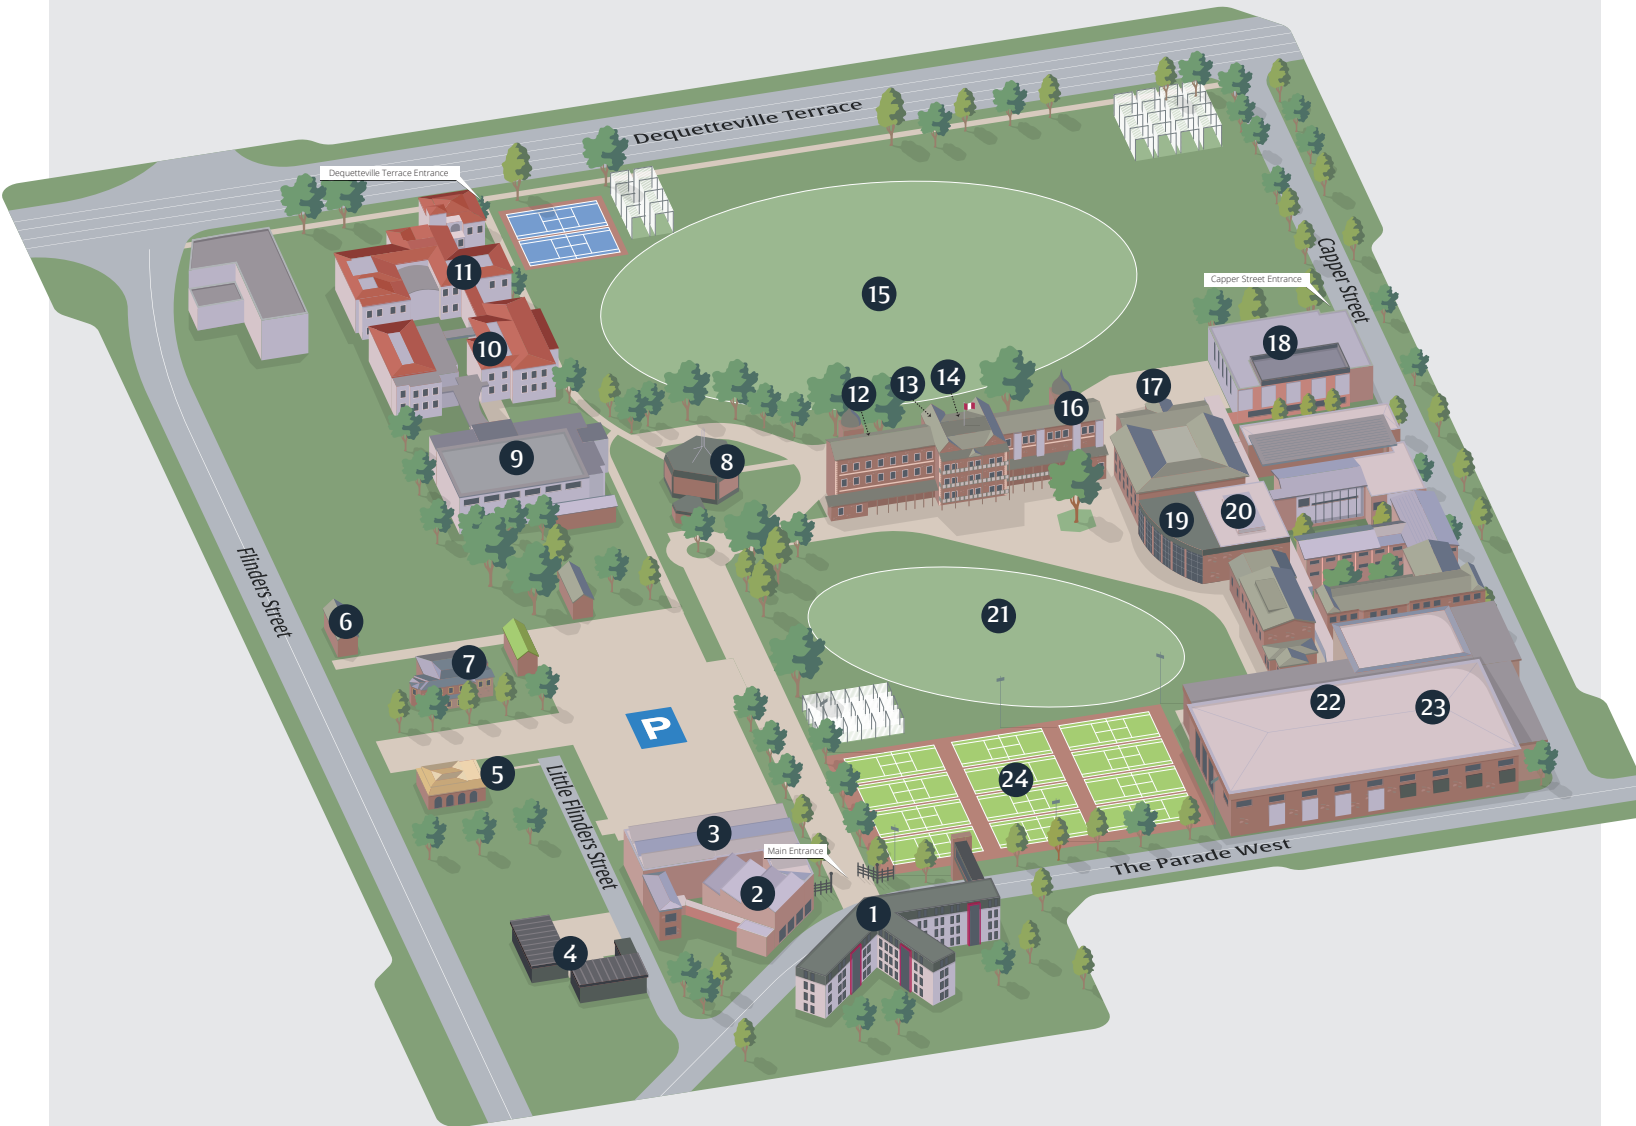 Dequetteville Terrace
Dequetteville Terrace Entrance
Capper Street
Capper Street Entrance
11
15
10
18
14
13
12
17
16
9
8
20
19
Flinders Street
6
21
7
22
23
P
5
24
Little Flinders Street
3
Main Entrance
The Parade West
2
1
4